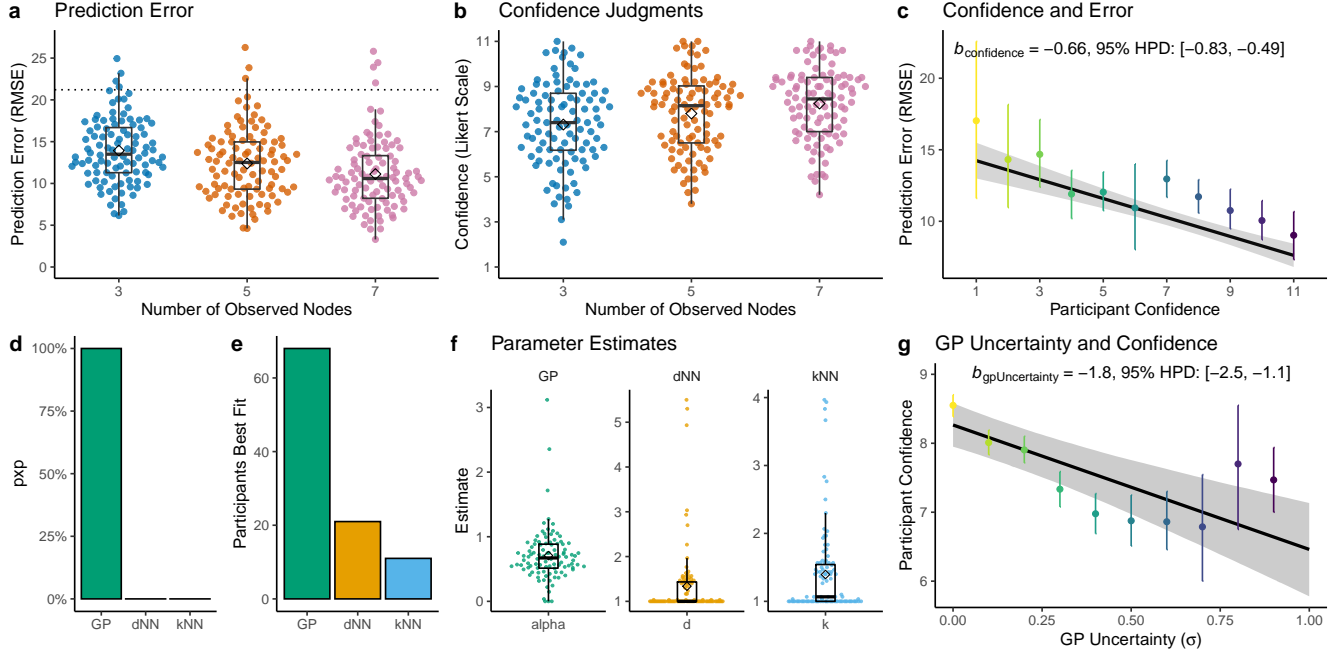 a Prediction Error
Prediction Error (RMSE)
25
20
15
10
5
0
3 5 7
Number of Observed Nodes
b Confidence Judgments
Confidence (Likert Scale)
11
9
7
5
3
1
3 5 7
Number of Observed Nodes
c Confidence and Error
b confidence = −0.66, 95% HPD: [−0.83, −0.49]
Prediction Error (RMSE)
20
15
10
1 3 5 7 9 11
Participant Confidence
d
pxp
100%
75%
50%
25%
0%
GP dNN kNN
e
Participants Best Fit
60
40
20
0
GP dNN kNN
f Parameter Estimates
Estimate
GP
3
2
1
0
alpha
dNN
5
4
3
2
1
d
kNN
4
3
2
1
k
g GP Uncertainty and Confidence
b gpUncertainty = −1.8, 95% HPD: [−2.5, −1.1]
Participant Confidence
9
8
7
6
0.00 0.25 0.50 0.75 1.00
GP Uncertainty (σ)